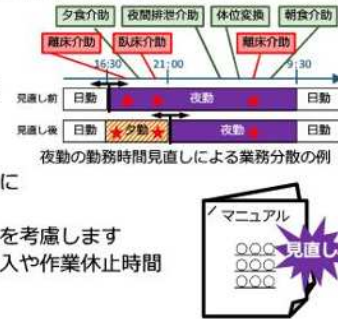 夕食介助 夜間排泄介助 体位変換 朝食介助
離床介助 臥床介助 離床介助
16:30 21:00 9:30
見直し前 日勤 夜勤 日勤
見直し後 日勤 夕勤 夜勤 日勤
夜勤の勤務時間見直しによる業務分散の例
に
を考慮します
入や作業休止時間
マニュアル
○○○
○○○
○○○
見直し